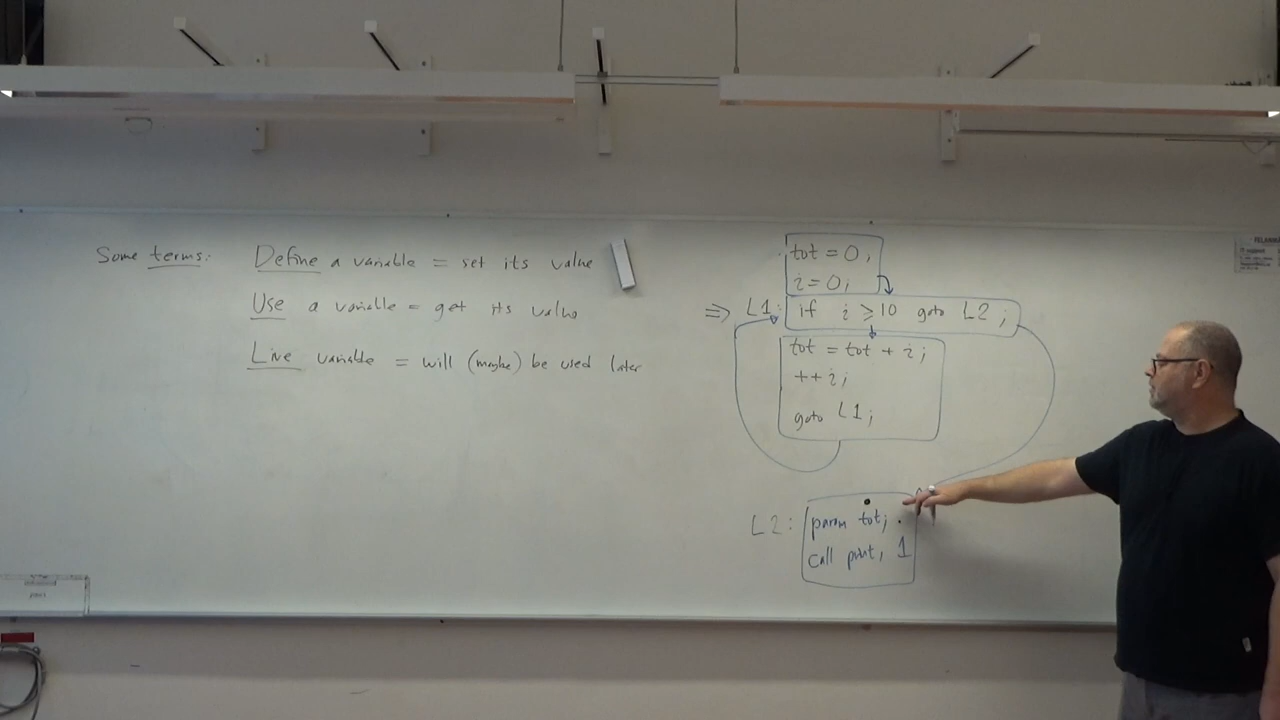 Some terms: Define a variable = set its value
Use a variable = get its value
Live variable = will (maybe) be used later
tot = 0;
i = 0;
⇒ L1: if i ≥ 10 goto L2;
tot = tot + i;
++i;
goto L1;
L2: param tot;
call print, 1